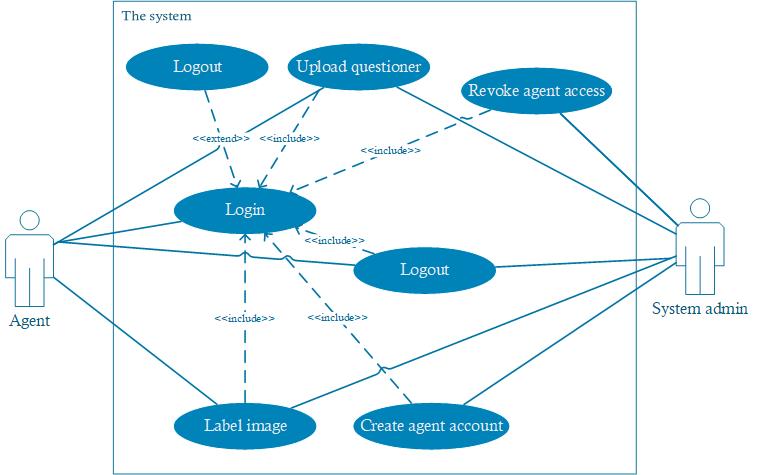 The system
Logout
Upload questioner
Revoke agent access
<<extend>>
<<include>>
<<include>>
Login
<<include>>
Logout
Agent
System admin
<<include>>
<<include>>
Label image
Create agent account